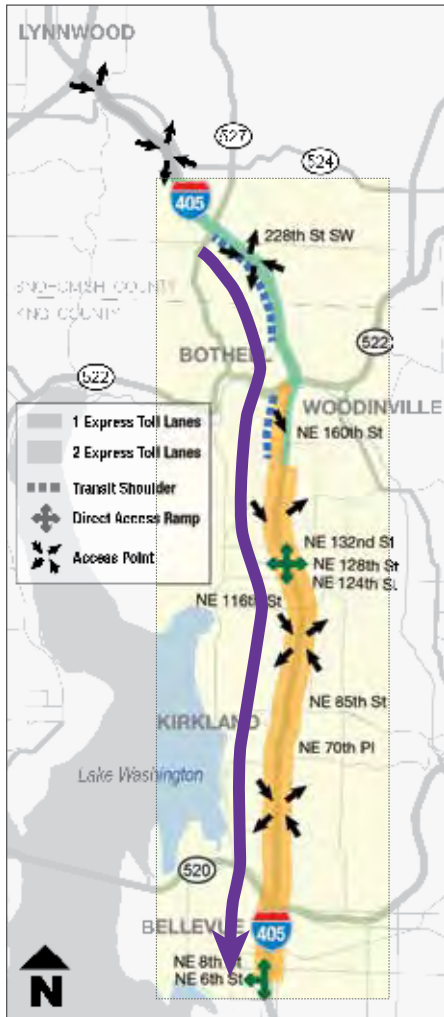 LYNNWOOD
527
524
405
228th St SW
SNOHOMISH COUNTY
KING COUNTY
BOTHELL
522
522
WOODINVILLE
1 Express Toll Lanes
2 Express Toll Lanes
NE 160th St
Transit Shoulder
Direct Access Ramp
Access Point
NE 132nd St
NE 128th St
NE 124th St
NE 116th St
NE 85th St
KIRKLAND
NE 70th Pl
Lake Washington
520
BELLEVUE
405
NE 8th St
NE 6th St
N